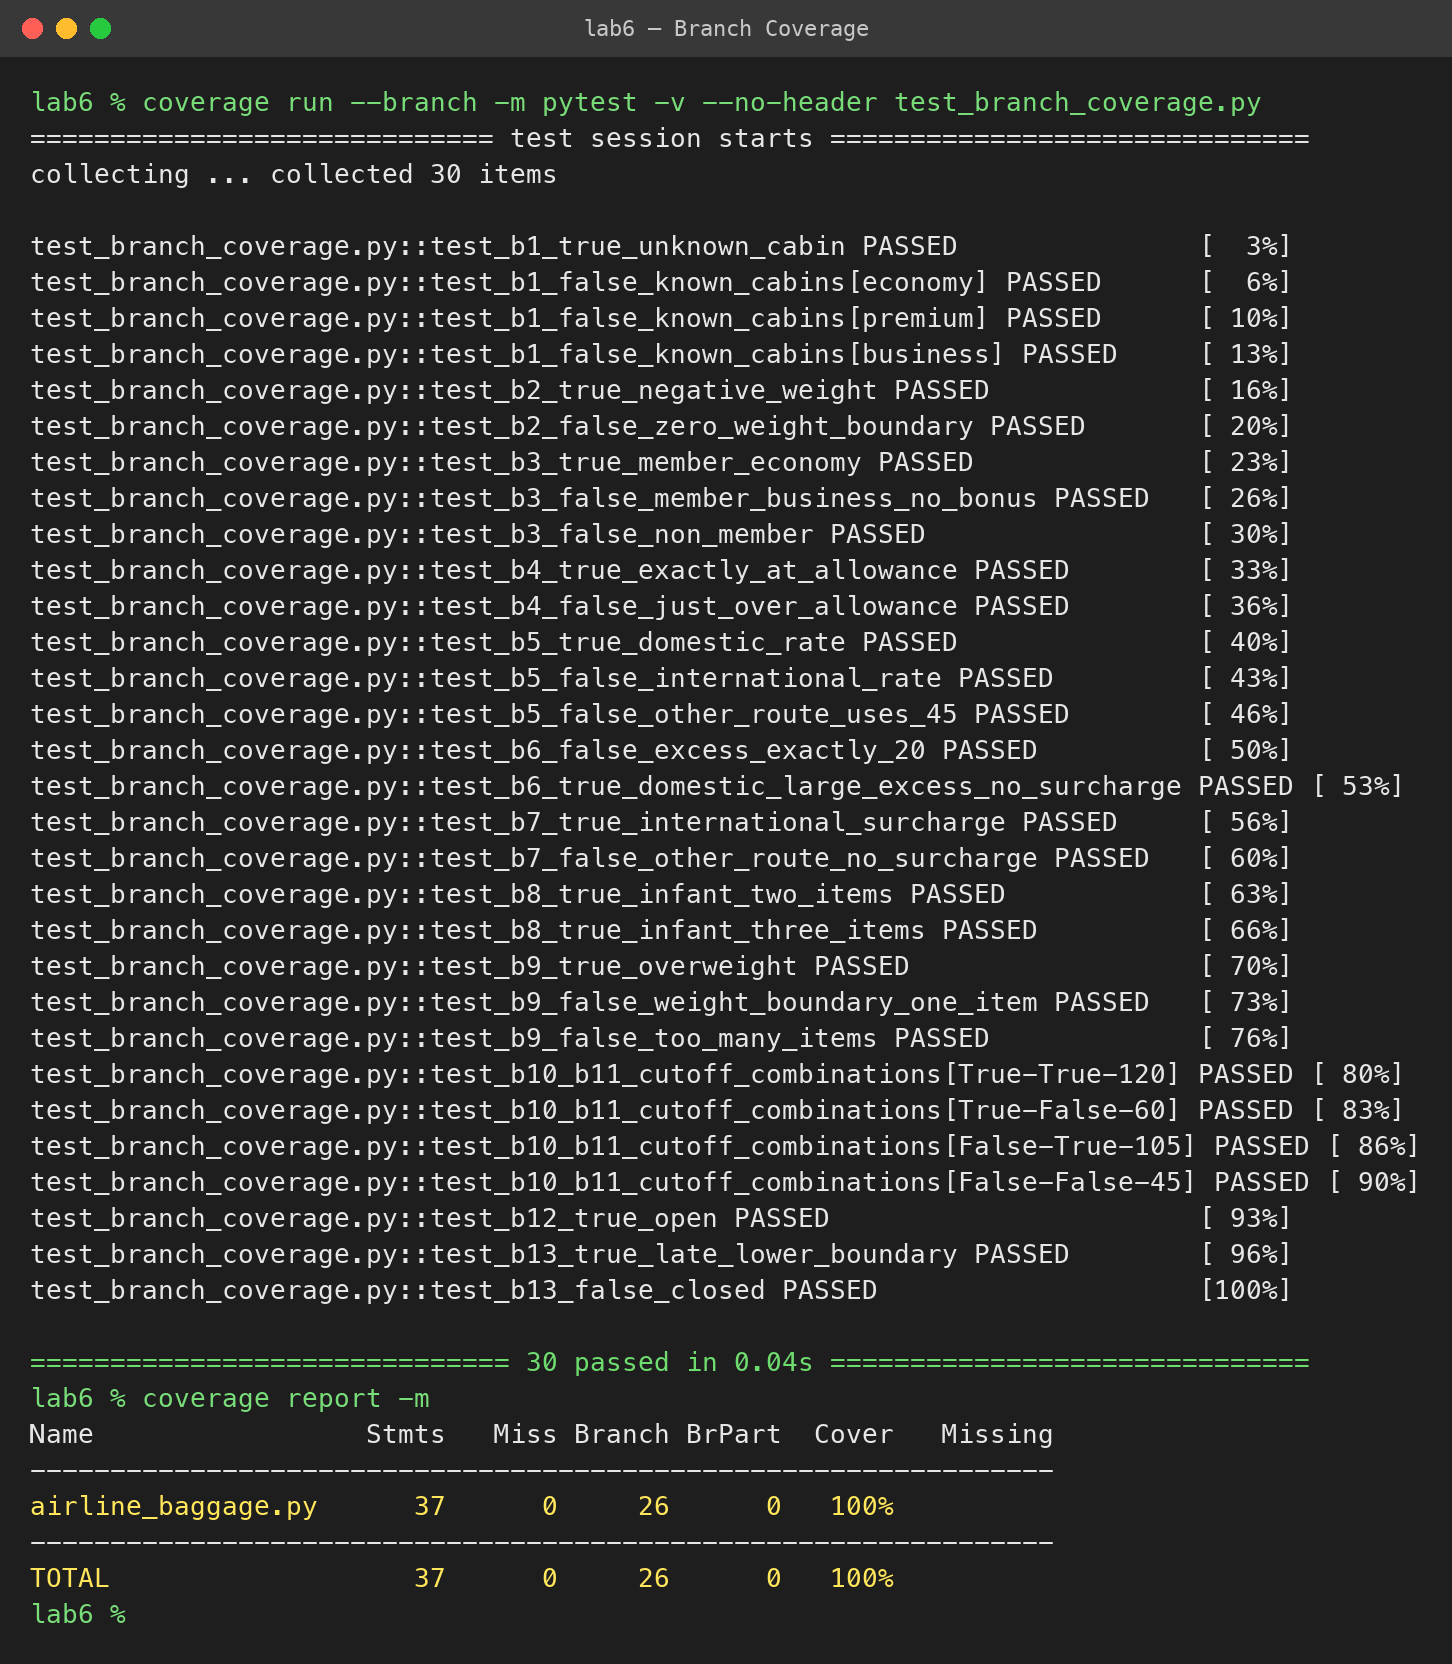 lab6 — Branch Coverage
lab6 % coverage run --branch -m pytest -v --no-header test_branch_coverage.py
============================= test session starts ==============================
collecting ... collected 30 items
test_branch_coverage.py::test_b1_true_unknown_cabin PASSED               [  3%]
test_branch_coverage.py::test_b1_false_known_cabins[economy] PASSED      [  6%]
test_branch_coverage.py::test_b1_false_known_cabins[premium] PASSED      [ 10%]
test_branch_coverage.py::test_b1_false_known_cabins[business] PASSED     [ 13%]
test_branch_coverage.py::test_b2_true_negative_weight PASSED             [ 16%]
test_branch_coverage.py::test_b2_false_zero_weight_boundary PASSED       [ 20%]
test_branch_coverage.py::test_b3_true_member_economy PASSED              [ 23%]
test_branch_coverage.py::test_b3_false_member_business_no_bonus PASSED   [ 26%]
test_branch_coverage.py::test_b3_false_non_member PASSED                 [ 30%]
test_branch_coverage.py::test_b4_true_exactly_at_allowance PASSED        [ 33%]
test_branch_coverage.py::test_b4_false_just_over_allowance PASSED        [ 36%]
test_branch_coverage.py::test_b5_true_domestic_rate PASSED               [ 40%]
test_branch_coverage.py::test_b5_false_international_rate PASSED         [ 43%]
test_branch_coverage.py::test_b5_false_other_route_uses_45 PASSED        [ 46%]
test_branch_coverage.py::test_b6_false_excess_exactly_20 PASSED          [ 50%]
test_branch_coverage.py::test_b6_true_domestic_large_excess_no_surcharge PASSED [ 53%]
test_branch_coverage.py::test_b7_true_international_surcharge PASSED     [ 56%]
test_branch_coverage.py::test_b7_false_other_route_no_surcharge PASSED   [ 60%]
test_branch_coverage.py::test_b8_true_infant_two_items PASSED            [ 63%]
test_branch_coverage.py::test_b8_true_infant_three_items PASSED          [ 66%]
test_branch_coverage.py::test_b9_true_overweight PASSED                  [ 70%]
test_branch_coverage.py::test_b9_false_weight_boundary_one_item PASSED   [ 73%]
test_branch_coverage.py::test_b9_false_too_many_items PASSED             [ 76%]
test_branch_coverage.py::test_b10_b11_cutoff_combinations[True-True-120] PASSED [ 80%]
test_branch_coverage.py::test_b10_b11_cutoff_combinations[True-False-60] PASSED [ 83%]
test_branch_coverage.py::test_b10_b11_cutoff_combinations[False-True-105] PASSED [ 86%]
test_branch_coverage.py::test_b10_b11_cutoff_combinations[False-False-45] PASSED [ 90%]
test_branch_coverage.py::test_b12_true_open PASSED                       [ 93%]
test_branch_coverage.py::test_b13_true_late_lower_boundary PASSED        [ 96%]
test_branch_coverage.py::test_b13_false_closed PASSED                    [100%]
============================== 30 passed in 0.04s ==============================
lab6 % coverage report -m
Name                 Stmts   Miss Branch BrPart  Cover   Missing
----------------------------------------------------------------
airline_baggage.py      37      0     26      0   100%
----------------------------------------------------------------
TOTAL                   37      0     26      0   100%
lab6 %